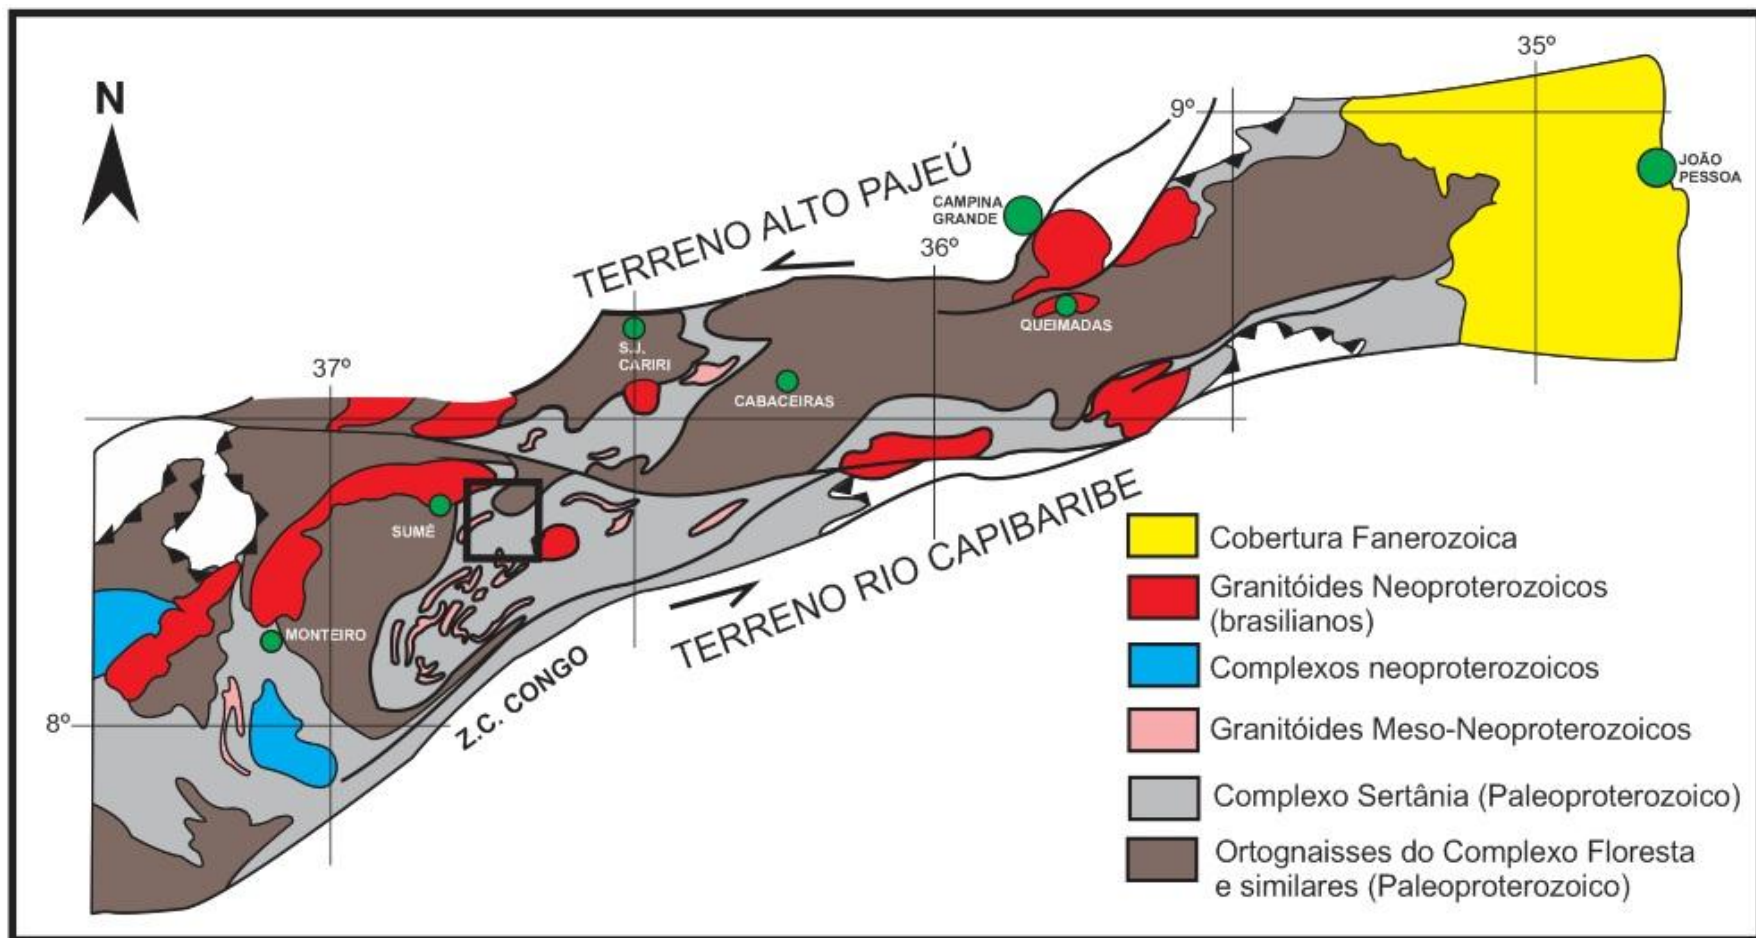 35º
N
9º
JOÃO
PESSOA
TERRENO ALTO PAJEÚ
CAMPINA
GRANDE
36º
QUEIMADAS
S.J.
CARIRI
37º
CABACEIRAS
SUMÊ
TERRENO RIO CAPIBARIBE
MONTEIRO
Z.C. CONGO
8º
Cobertura Fanerozoica
Granitóides Neoproterozoicos
(brasilianos)
Complexos neoproterozoicos
Granitóides Meso-Neoproterozoicos
Complexo Sertânia (Paleoproterozoico)
Ortognaisses do Complexo Floresta
e similares (Paleoproterozoico)